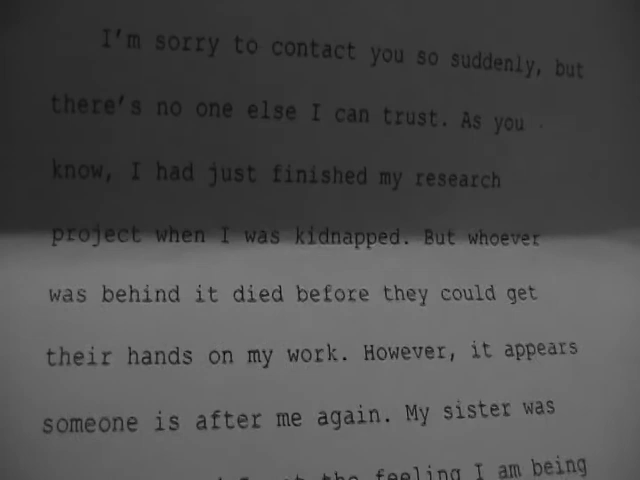 I'm sorry to contact you so suddenly, but
there's no one else I can trust. As you
know, I had just finished my research
project when I was kidnapped. But whoever
was behind it died before they could get
their hands on my work. However, it appears
someone is after me again. My sister was
the feeling I am being